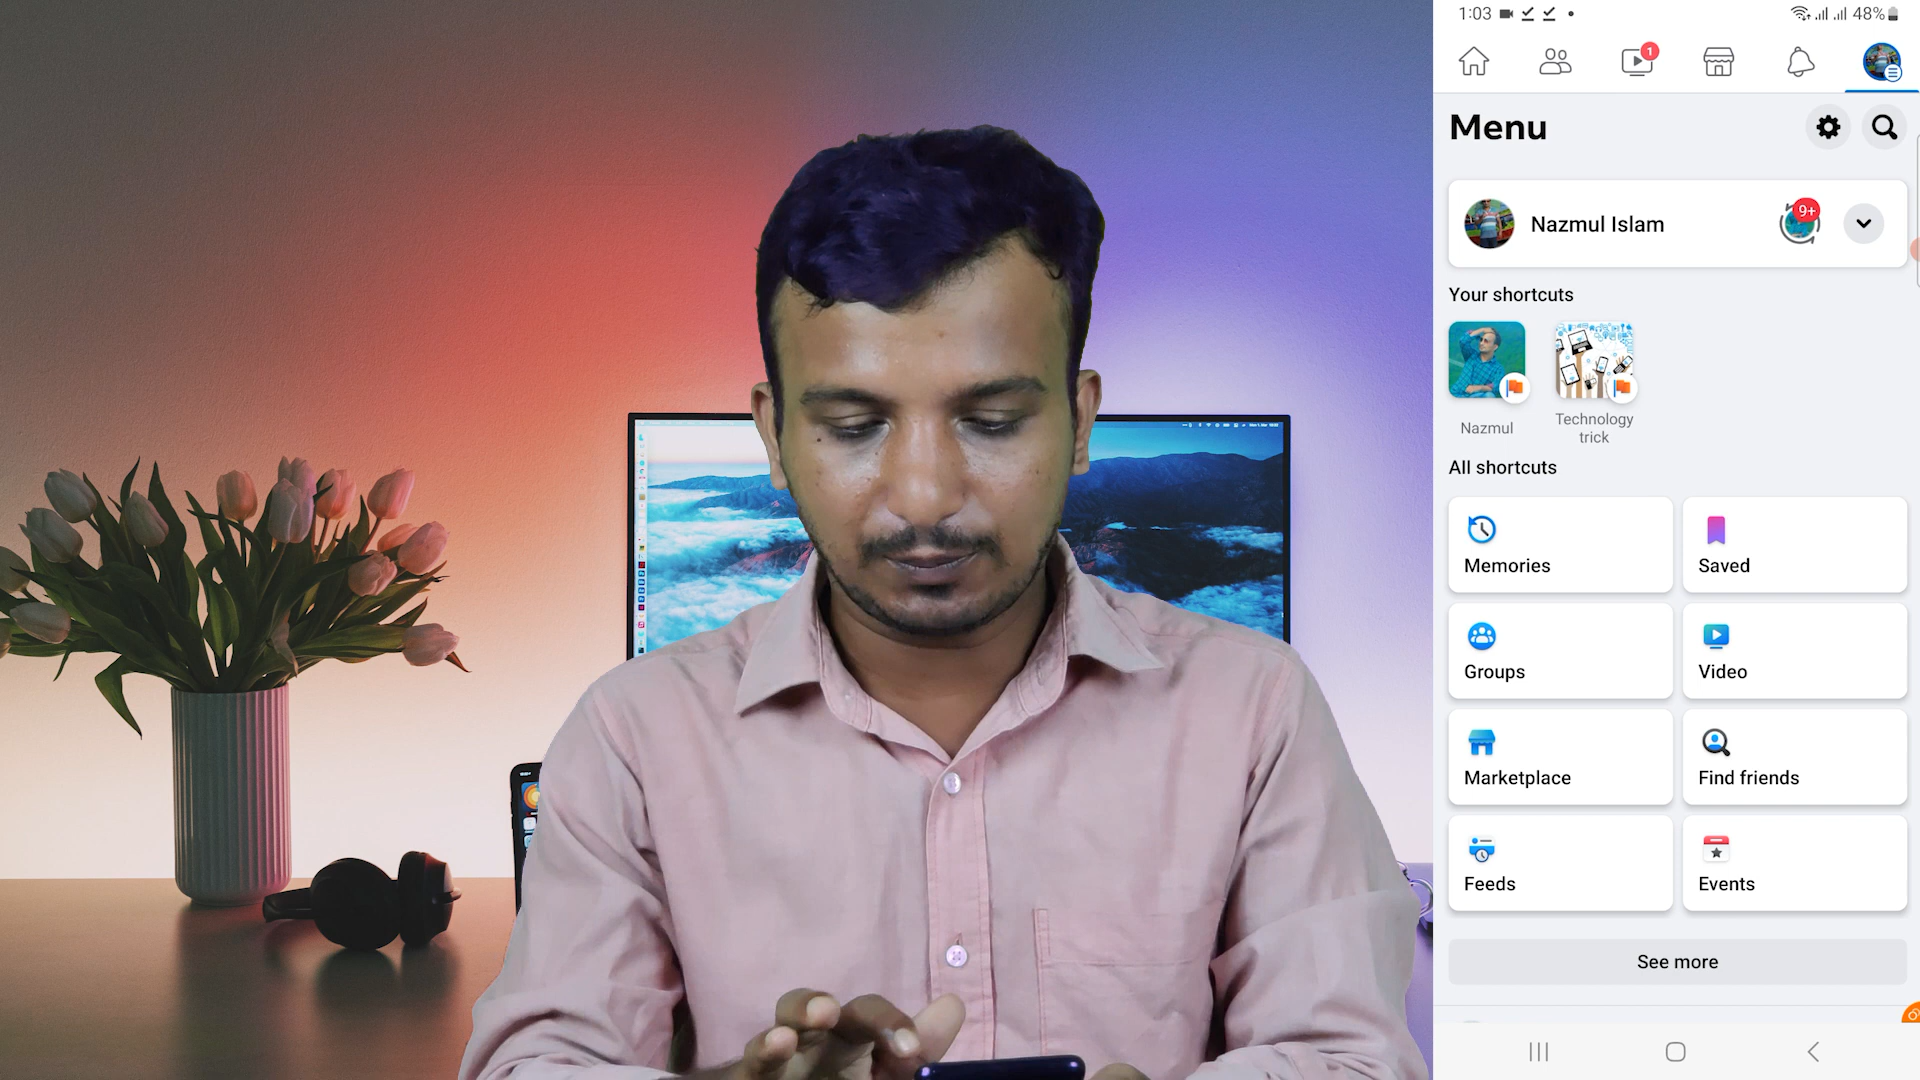 1:03
48%
1
Menu
Nazmul Islam
9+
Your shortcuts
Nazmul
Technology
trick
All shortcuts
Memories
Saved
Groups
Video
Marketplace
Find friends
Feeds
Events
See more